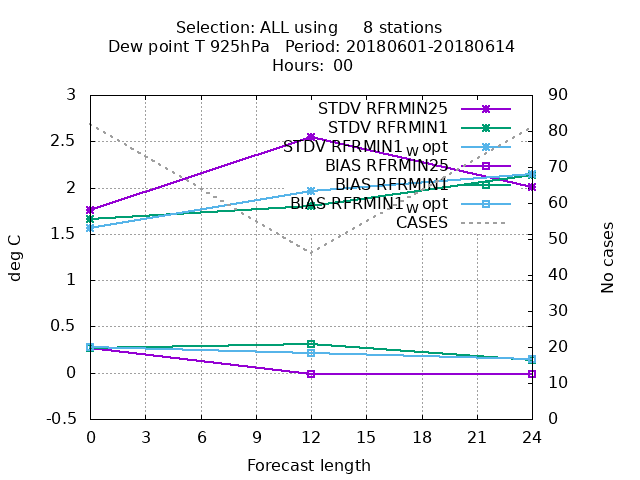 Selection: ALL using 8 stations
Dew point T 925hPa Period: 20180601-20180614
Hours: 00
3
2.5
2
1.5
1
0.5
0
-0.5
deg C
STDV RFRMIN25
STDV RFRMIN1
STDV RFRMIN1_W opt
BIAS RFRMIN25
BIAS RFRMIN1
BIAS RFRMIN1_W opt
CASES
90
80
70
60
50
40
30
20
10
0
No cases
0 3 6 9 12 15 18 21 24
Forecast length